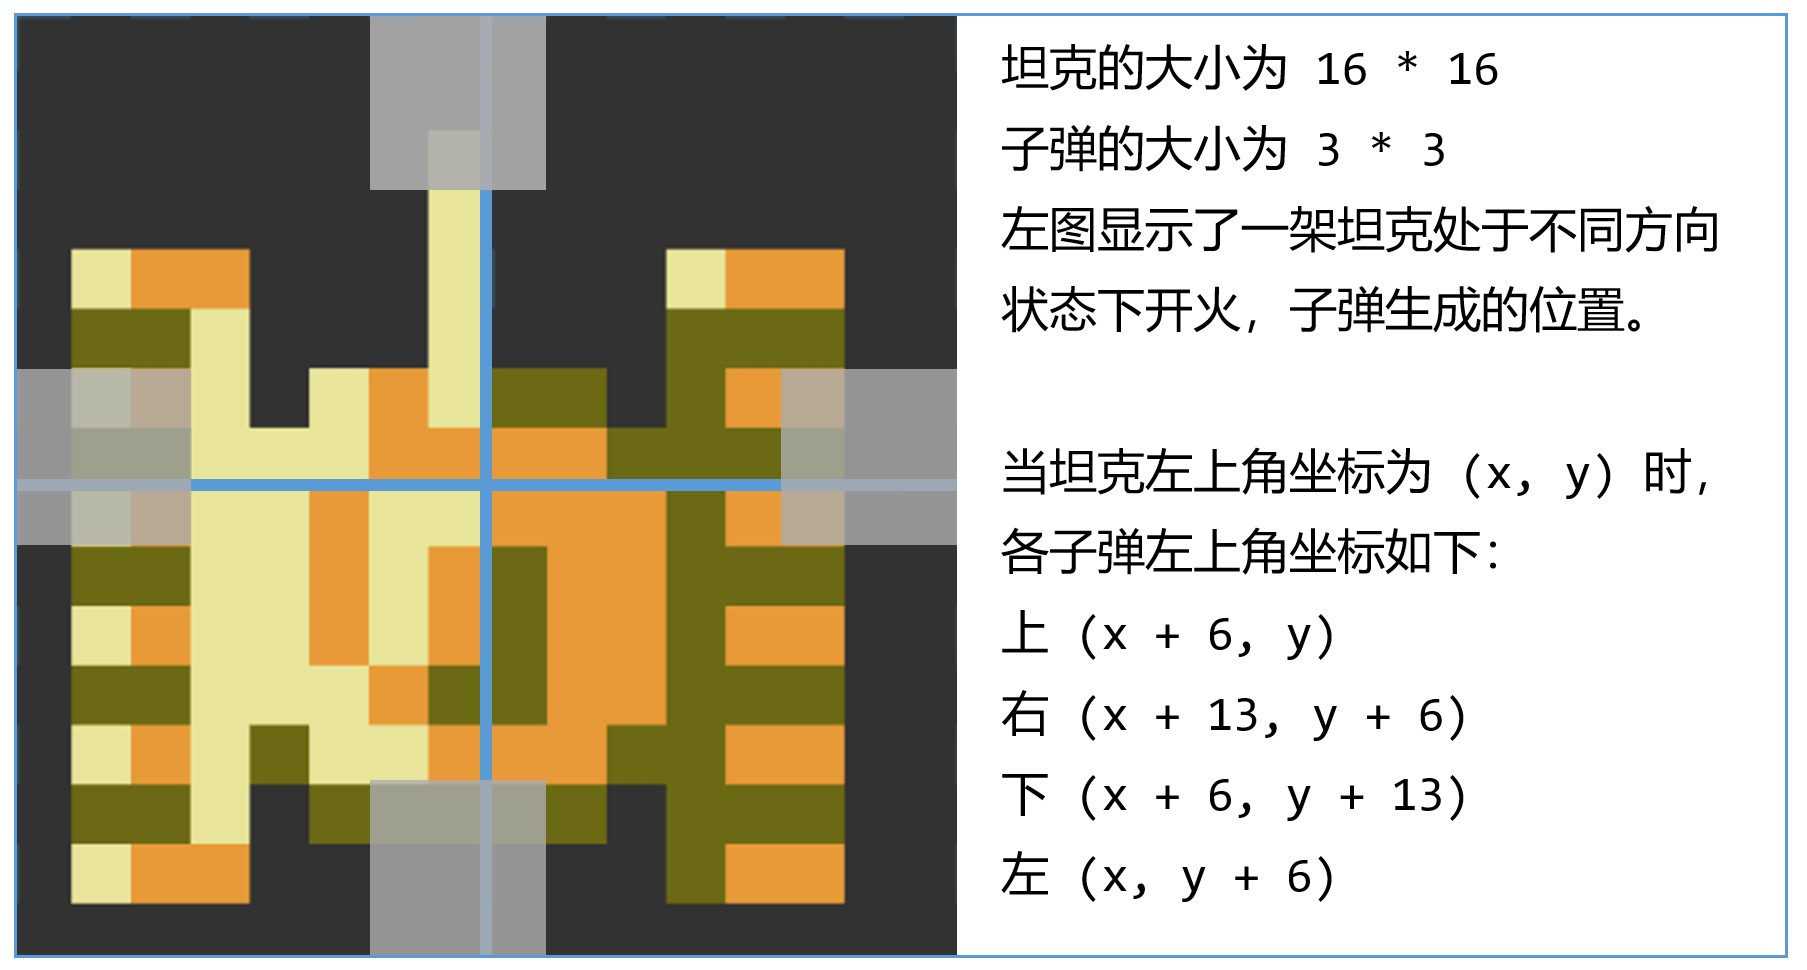 坦克的大小为 16 * 16
子弹的大小为 3 * 3
左图显示了一架坦克处于不同方向
状态下开火，子弹生成的位置。
当坦克左上角坐标为 (x, y) 时，
各子弹左上角坐标如下：
上 (x + 6, y)
右 (x + 13, y + 6)
下 (x + 6, y + 13)
左 (x, y + 6)